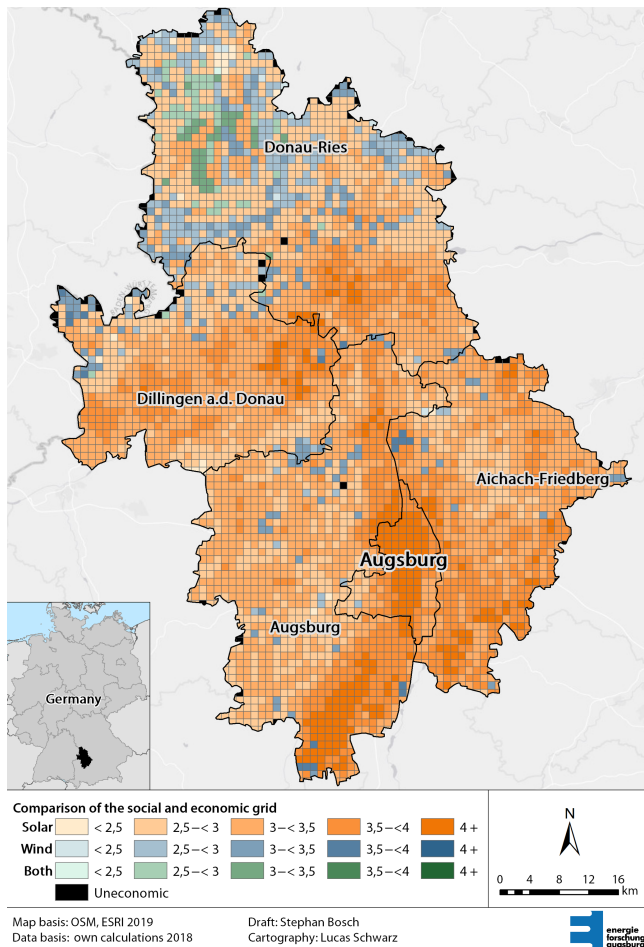 Donau-Ries
Dillingen a.d. Donau
Aichach-Friedberg
Augsburg
Augsburg
Germany
Comparison of the social and economic grid
Solar < 2,5 2,5–< 3 3–< 3,5 3,5–<4 4 +
Wind < 2,5 2,5–< 3 3–< 3,5 3,5–<4 4 +
Both < 2,5 2,5–< 3 3–< 3,5 3,5–<4 4 +
Uneconomic
N
0 4 8 12 16
km
Map basis: OSM, ESRI 2019
Data basis: own calculations 2018
Draft: Stephan Bosch
Cartography: Lucas Schwarz
energie
forschung
augsburg